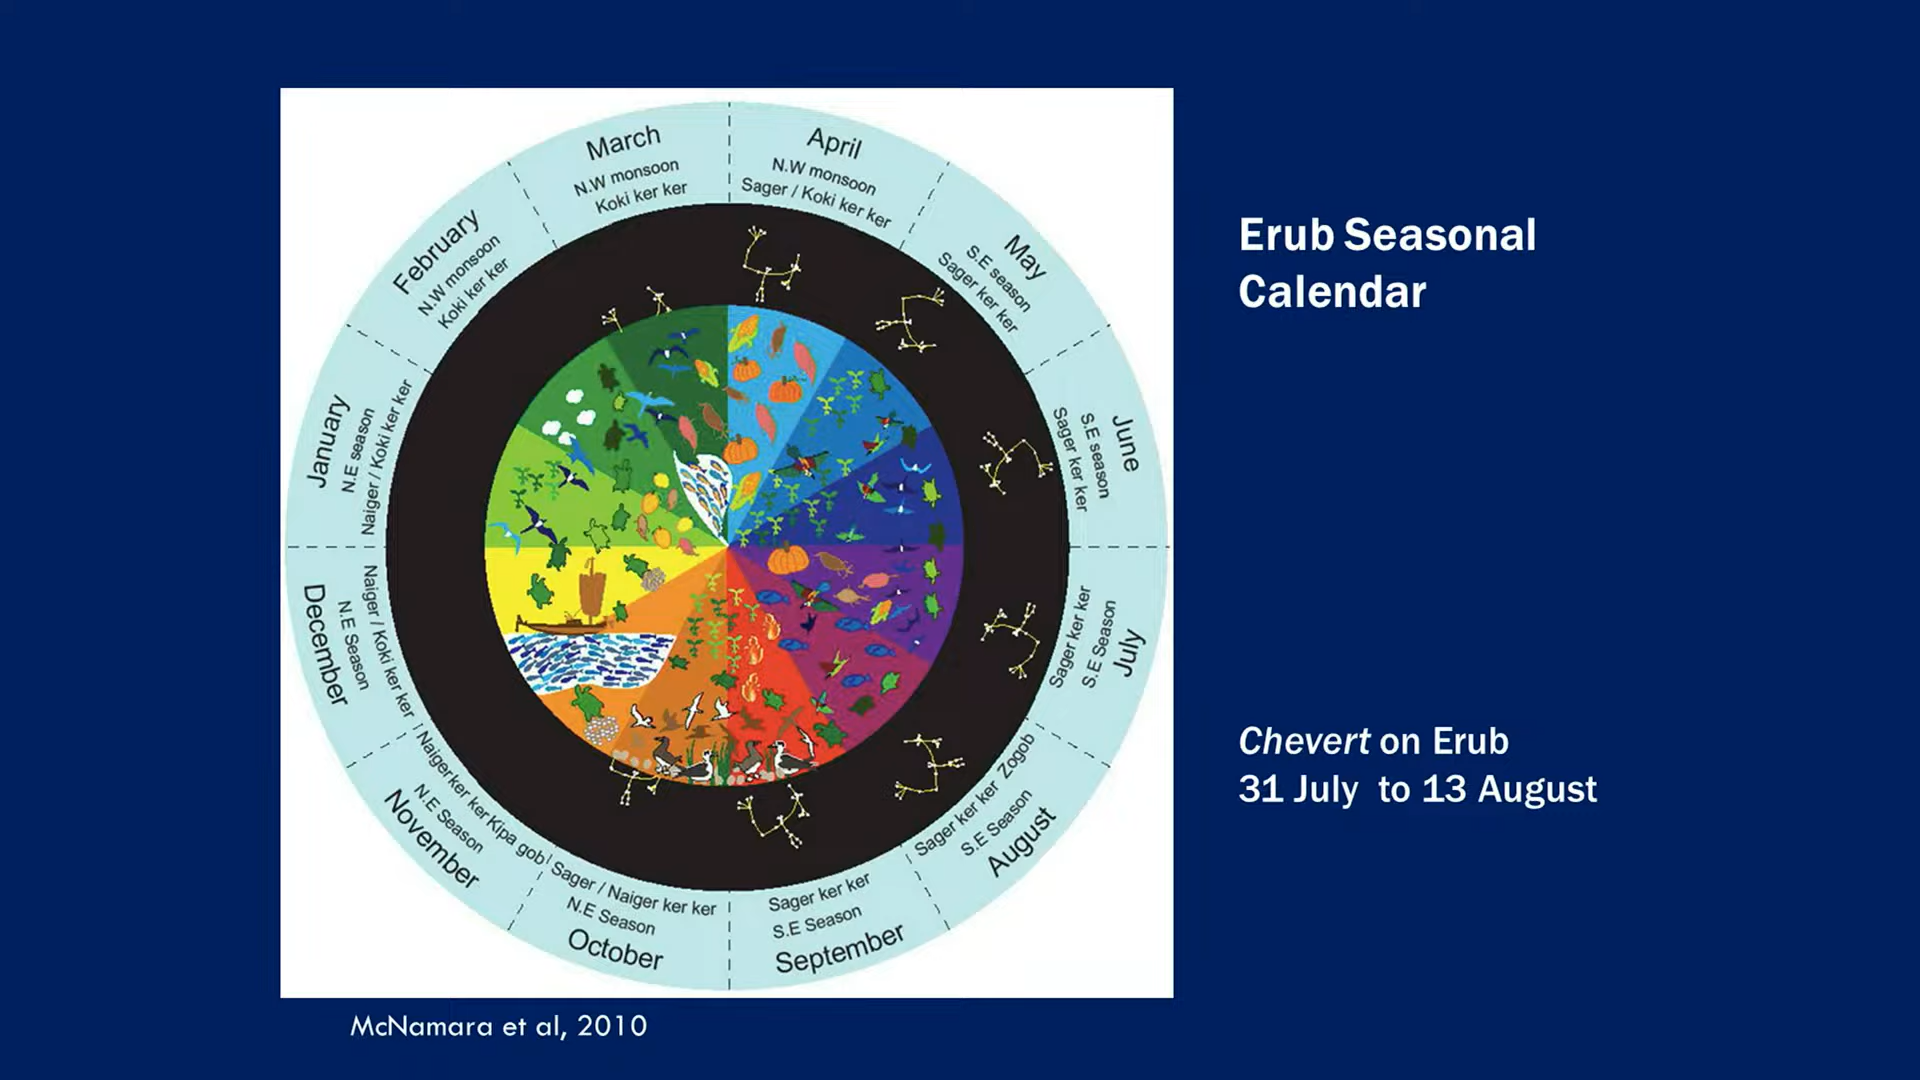 March
N.W monsoon
Koki ker ker
April
N.W monsoon
Sager / Koki ker ker
May
S.E season
Sager ker ker
June
S.E season
Sager ker ker
July
S.E Season
Sager ker ker
August
S.E Season
Sager ker ker Zogob
September
S.E Season
Sager ker ker
October
N.E Season
Sager / Naiger ker ker
November
N.E Season
Naigerker ker Kipa gob
December
N.E Season
Naiger / Koki ker ker
January
N.E season
Naiger / Koki ker ker
February
N.W monsoon
Koki ker ker
Erub Seasonal
Calendar
Chevert on Erub
31 July to 13 August
McNamara et al, 2010